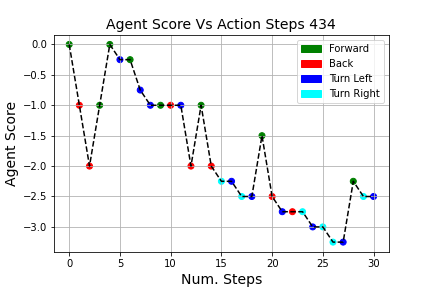 Agent Score Vs Action Steps 434
0.0
−0.5
−1.0
−1.5
−2.0
−2.5
−3.0
Agent Score
Forward
Back
Turn Left
Turn Right
0 5 10 15 20 25 30
Num. Steps